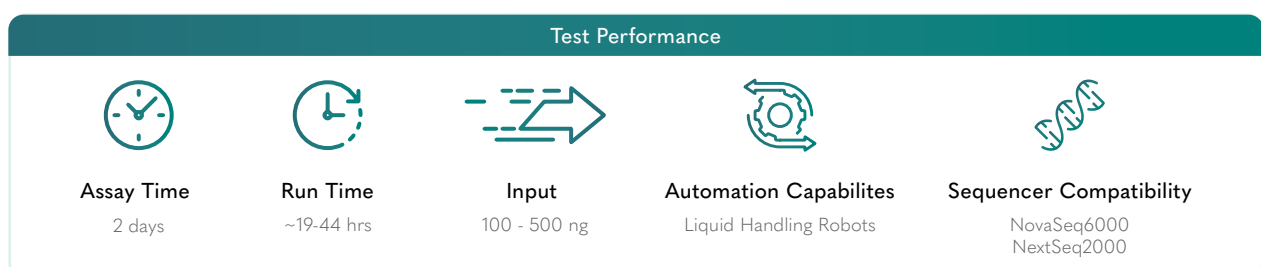 Test Performance
Assay Time
2 days
Run Time
~19-44 hrs
Input
100 - 500 ng
Automation Capabilites
Liquid Handling Robots
Sequencer Compatibility
NovaSeq6000
NextSeq2000